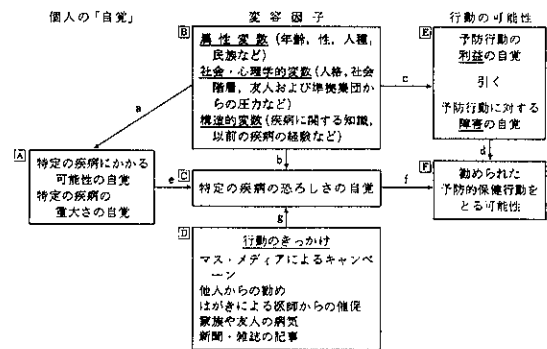 個人の「自覚」
変容因子
行動の可能性
B
属性変数(年齢，性，人種，
民族など)
社会・心理学的変数(人格，社会
階層，友人および準拠集団か
らの圧力など)
構造的変数(疾病に関する知識，
以前の疾病の経験など)
E
予防行動の
利益の自覚
引く
予防行動に対する
障害の自覚
a
c
b
d
A
特定の疾病にかかる
可能性の自覚
特定の疾病の
重大さの自覚
e
C
特定の疾病の恐ろしさの自覚
f
F
勧められた
予防的保健行動を
とる可能性
g
D
行動のきっかけ
マス・メディアによるキャンペ
ーン
他人からの勧め
はがきによる医師からの催促
家族や友人の病気
新聞・雑誌の記事